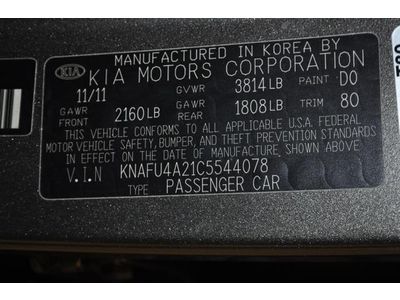 MANUFACTURED IN KOREA BY
KIA KIA MOTORS CORPORATION
11/11 GVWR 3814LB PAINT D0
GAWR FRONT 2160LB GAWR REAR 1808LB TRIM 80
THIS VEHICLE CONFORMS TO ALL APPLICABLE U.S.A. FEDERAL
MOTOR VEHICLE SAFETY, BUMPER, AND THEFT PREVENTION STANDARDS
IN EFFECT ON THE DATE OF MANUFACTURE SHOWN ABOVE.
V.I.N KNAFU4A21C5544078
TYPE: PASSENGER CAR